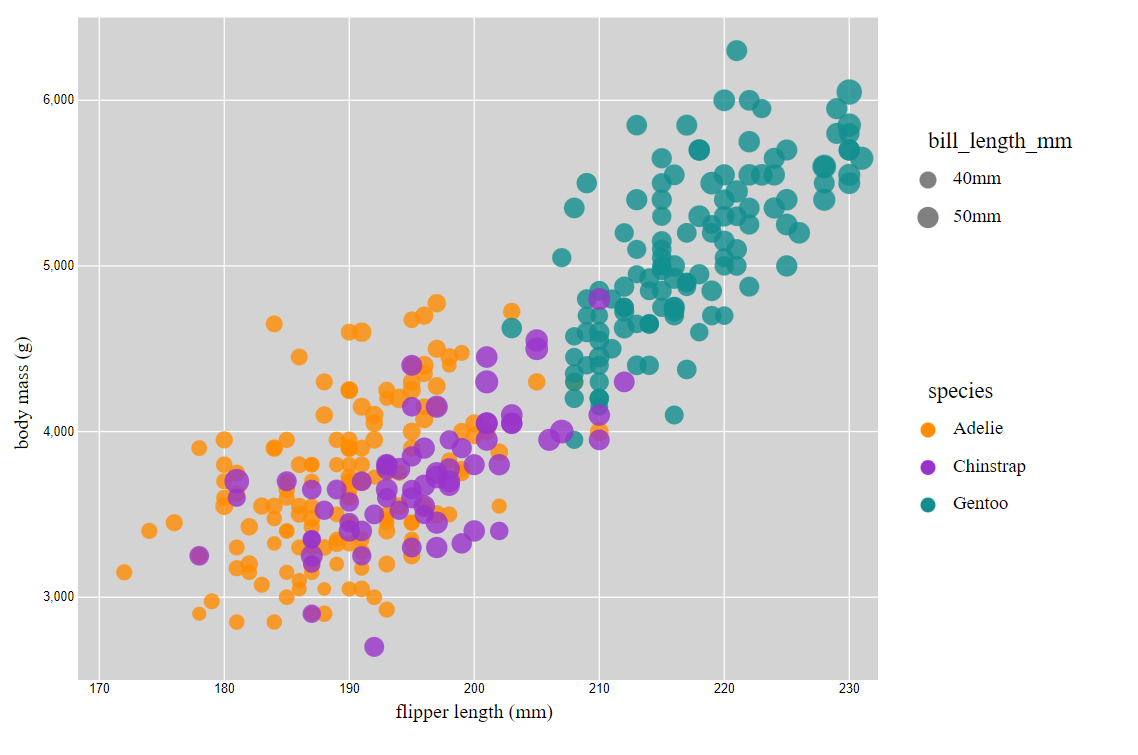 6,000
5,000
4,000
3,000
body mass (g)
170 180 190 200 210 220 230
flipper length (mm)
bill_length_mm
40mm
50mm
species
Adelie
Chinstrap
Gentoo